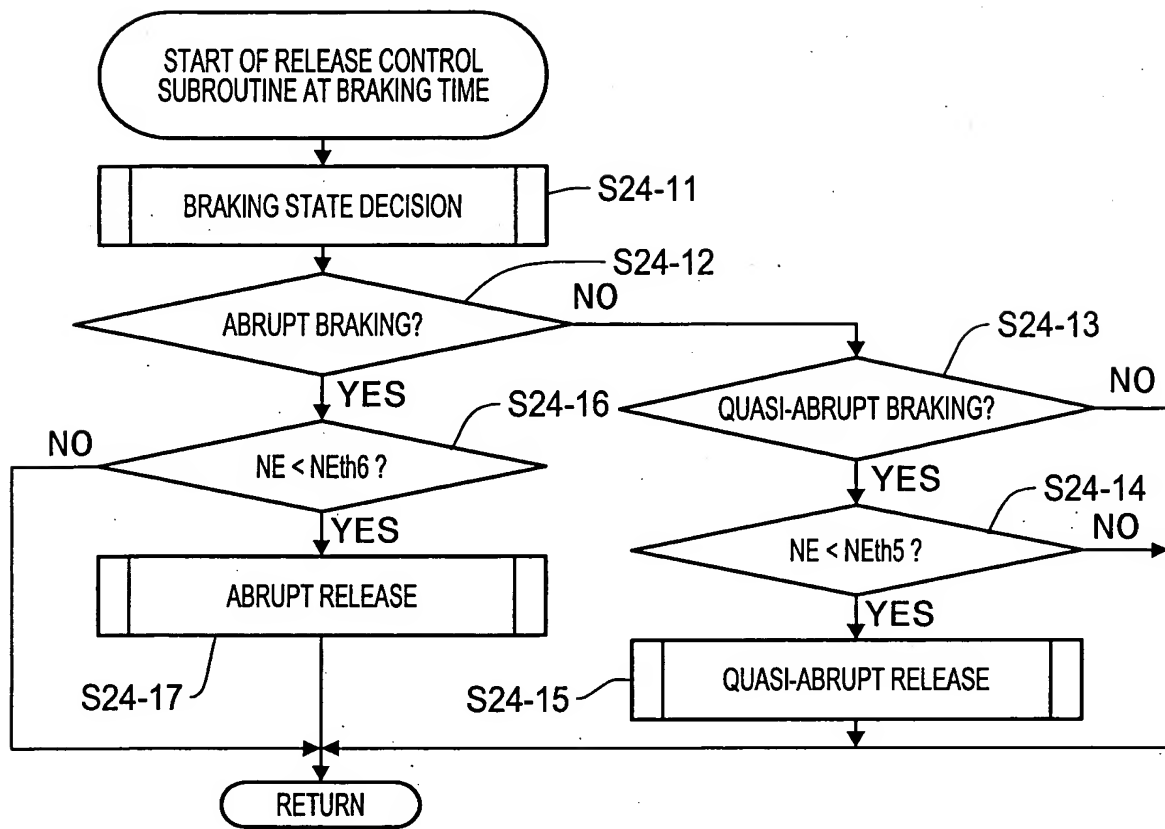 START OF RELEASE CONTROL
SUBROUTINE AT BRAKING TIME
BRAKING STATE DECISION
S24-11
S24-12
ABRUPT BRAKING?
NO
S24-13
YES
QUASI-ABRUPT BRAKING?
NO
S24-16
NO
NE < NEth6 ?
YES
S24-14
YES
NE < NEth5 ?
NO
ABRUPT RELEASE
YES
S24-17
QUASI-ABRUPT RELEASE
S24-15
RETURN